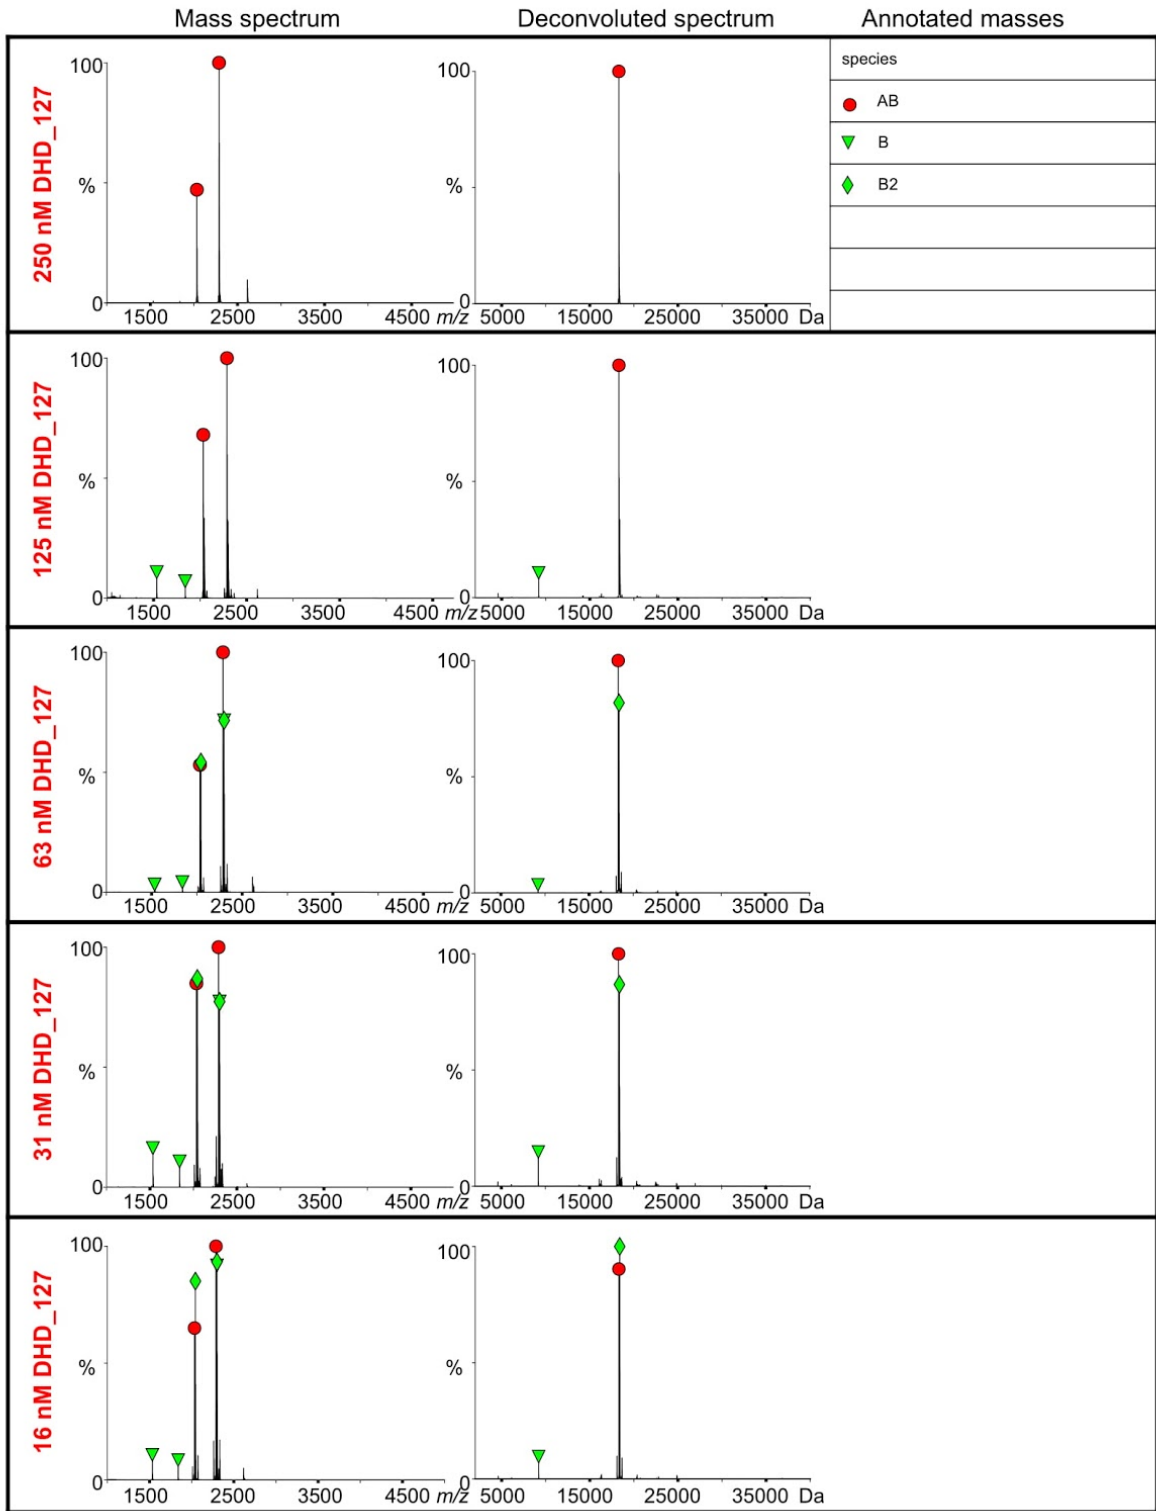 Mass spectrum Deconvoluted spectrum Annotated masses
250 nM DHD_127
100
%
0
1500 2500 3500 4500 m/z
100
%
0
5000 15000 25000 35000 Da
species
AB
B
B2
125 nM DHD_127
100
%
0
1500 2500 3500 4500 m/z
100
%
0
5000 15000 25000 35000 Da
63 nM DHD_127
100
%
0
1500 2500 3500 4500 m/z
100
%
0
5000 15000 25000 35000 Da
31 nM DHD_127
100
%
0
1500 2500 3500 4500 m/z
100
%
0
5000 15000 25000 35000 Da
16 nM DHD_127
100
%
0
1500 2500 3500 4500 m/z
100
%
0
5000 15000 25000 35000 Da